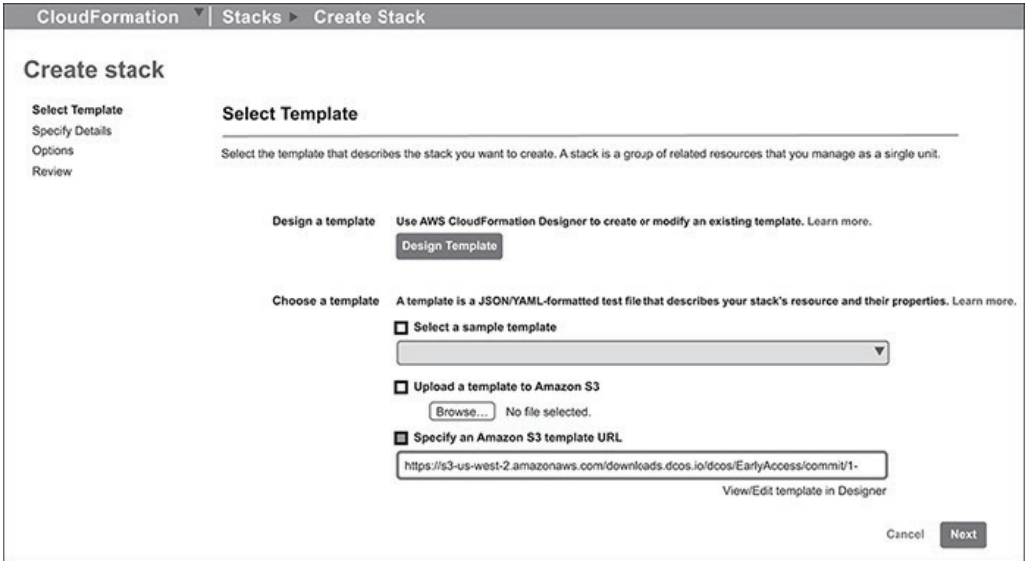 CloudFormation Stacks Create Stack
Create stack
Select Template
Specify Details
Options
Review
Select Template
Select the template that describes the stack you want to create. A stack is a group of related resources that you manage as a single unit.
Design a template Use AWS CloudFormation Designer to create or modify an existing template. Learn more.
Design Template
Choose a template A template is a JSON/YAML-formatted test file that describes your stack's resource and their properties. Learn more.
Select a sample template
Upload a template to Amazon S3
Browse... No file selected.
Specify an Amazon S3 template URL
https://s3-us-west-2.amazonaws.com/downloads.dcos.io/dcos/EarlyAccess/commit/1-
View/Edit template in Designer
Cancel Next